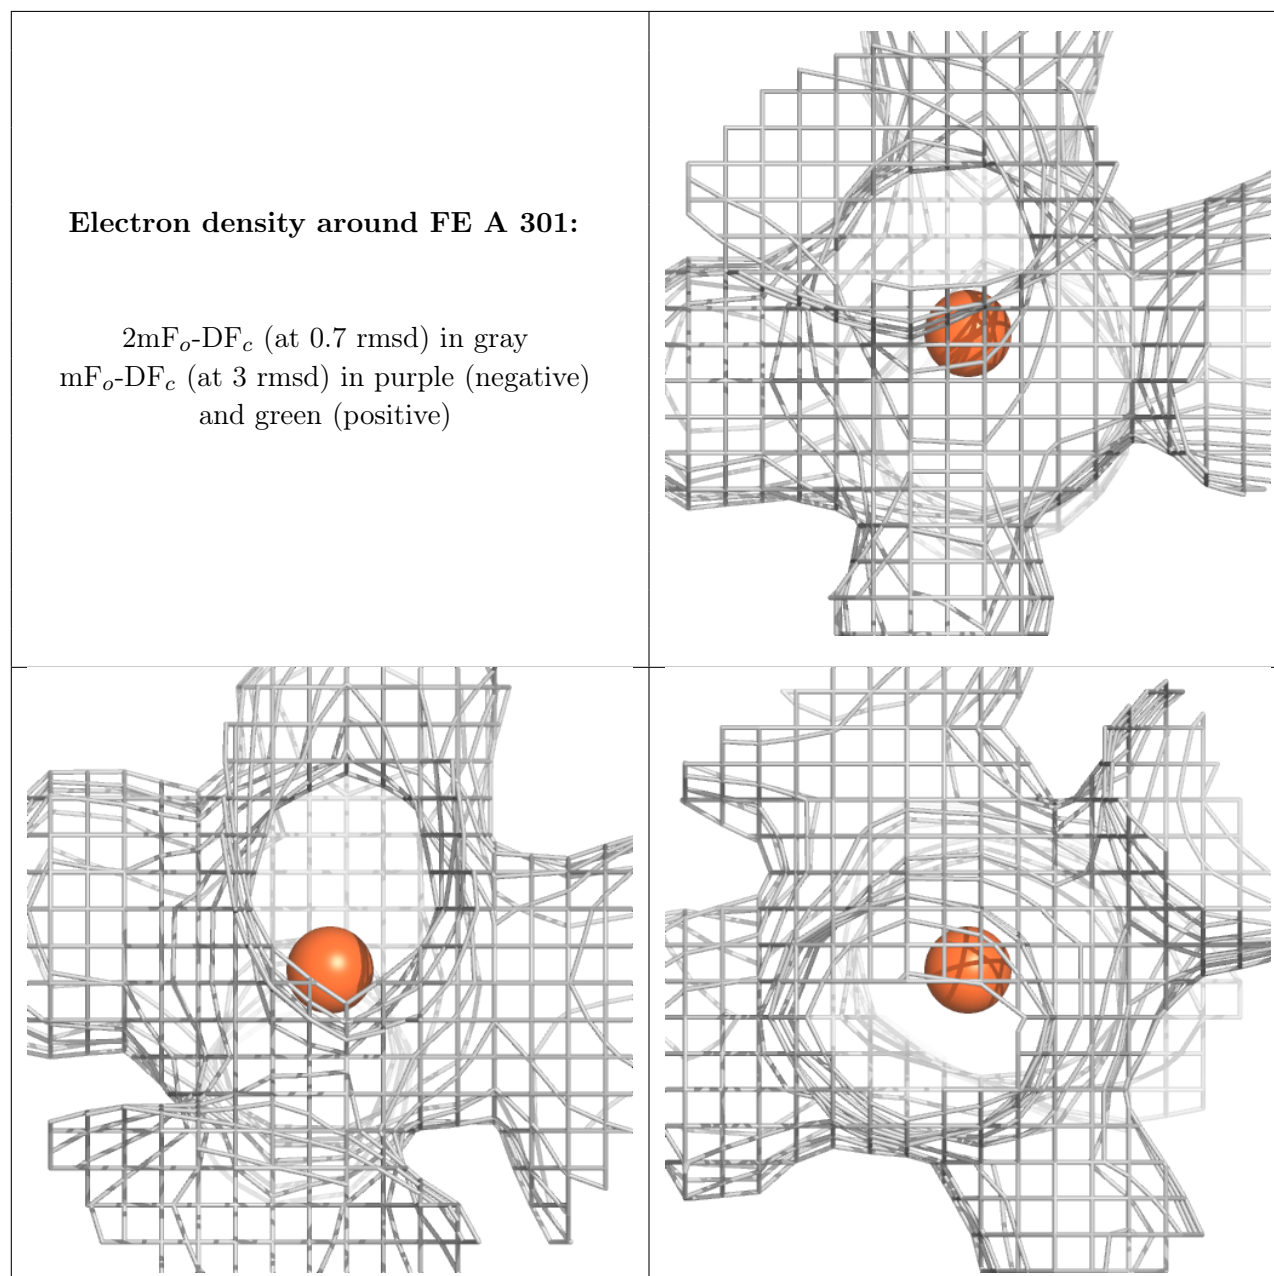 Electron density around FE A 301:
2mFo-DFc (at 0.7 rmsd) in gray
mFo-DFc (at 3 rmsd) in purple (negative)
and green (positive)